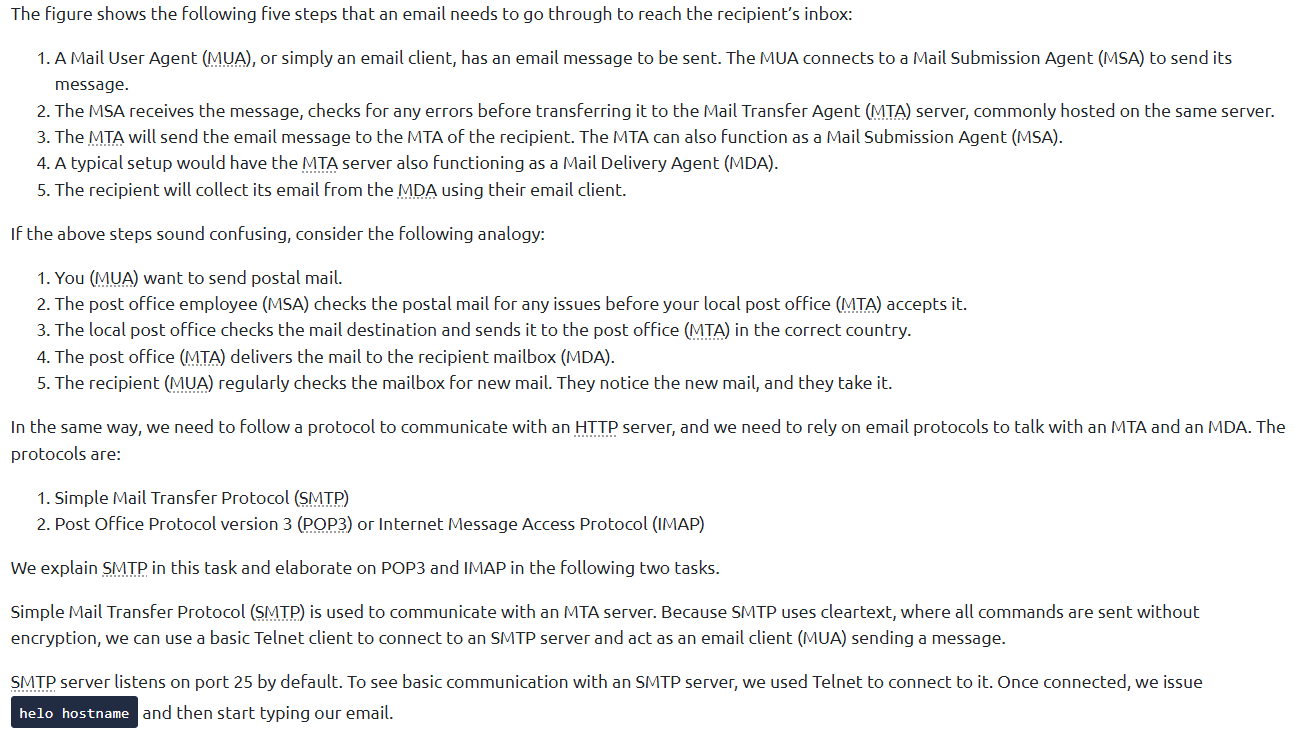 The figure shows the following five steps that an email needs to go through to reach the recipient’s inbox:
1. A Mail User Agent (MUA), or simply an email client, has an email message to be sent. The MUA connects to a Mail Submission Agent (MSA) to send its
message.
2. The MSA receives the message, checks for any errors before transferring it to the Mail Transfer Agent (MTA) server, commonly hosted on the same server.
3. The MTA will send the email message to the MTA of the recipient. The MTA can also function as a Mail Submission Agent (MSA).
4. A typical setup would have the MTA server also functioning as a Mail Delivery Agent (MDA).
5. The recipient will collect its email from the MDA using their email client.
If the above steps sound confusing, consider the following analogy:
1. You (MUA) want to send postal mail.
2. The post office employee (MSA) checks the postal mail for any issues before your local post office (MTA) accepts it.
3. The local post office checks the mail destination and sends it to the post office (MTA) in the correct country.
4. The post office (MTA) delivers the mail to the recipient mailbox (MDA).
5. The recipient (MUA) regularly checks the mailbox for new mail. They notice the new mail, and they take it.
In the same way, we need to follow a protocol to communicate with an HTTP server, and we need to rely on email protocols to talk with an MTA and an MDA. The
protocols are:
1. Simple Mail Transfer Protocol (SMTP)
2. Post Office Protocol version 3 (POP3) or Internet Message Access Protocol (IMAP)
We explain SMTP in this task and elaborate on POP3 and IMAP in the following two tasks.
Simple Mail Transfer Protocol (SMTP) is used to communicate with an MTA server. Because SMTP uses cleartext, where all commands are sent without
encryption, we can use a basic Telnet client to connect to an SMTP server and act as an email client (MUA) sending a message.
SMTP server listens on port 25 by default. To see basic communication with an SMTP server, we used Telnet to connect to it. Once connected, we issue
helo hostname and then start typing our email.